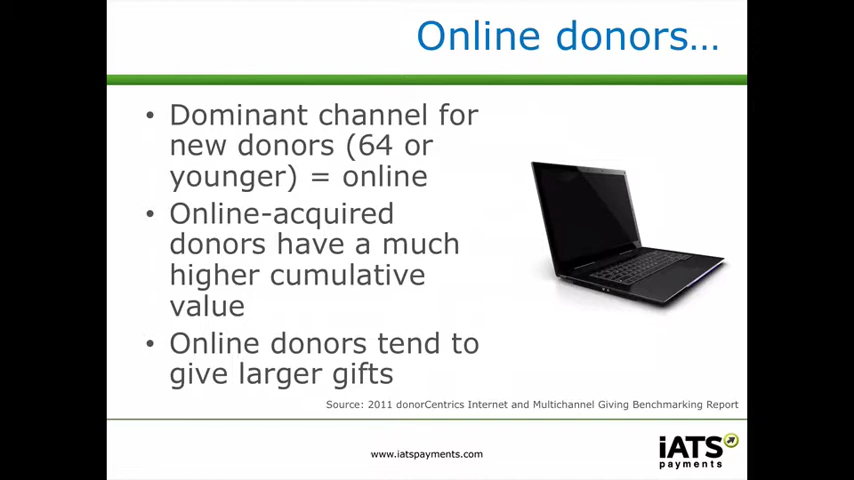 Online donors…
• Dominant channel for
new donors (64 or
younger) = online
• Online-acquired
donors have a much
higher cumulative
value
• Online donors tend to
give larger gifts
Source: 2011 donorCentrics Internet and Multichannel Giving Benchmarking Report
www.iatspayments.com
iATS
payments